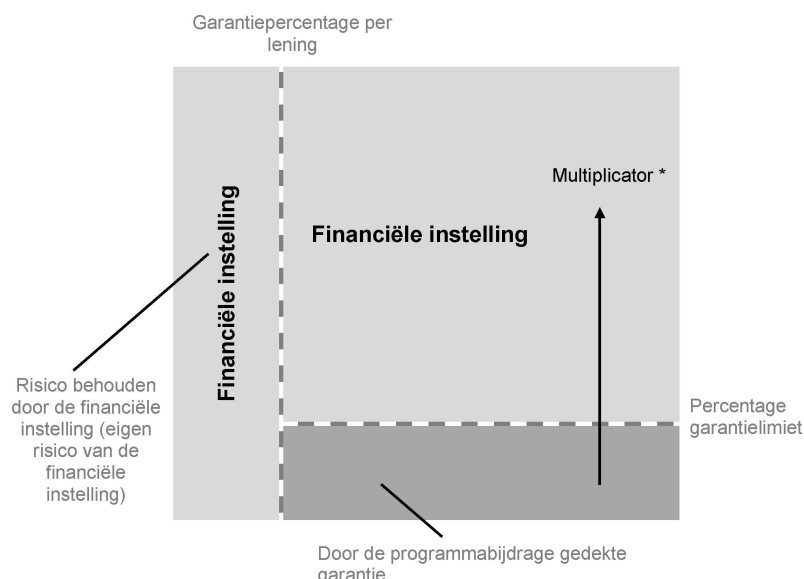 Garantiepercentage per
lening
Multiplicator *
Financiële instelling
Financiële instelling
Risico behouden
door de financiële
instelling (eigen
risico van de
financiële
instelling)
Percentage
garantielimiet
Door de programmabijdrage gedekte
garantie